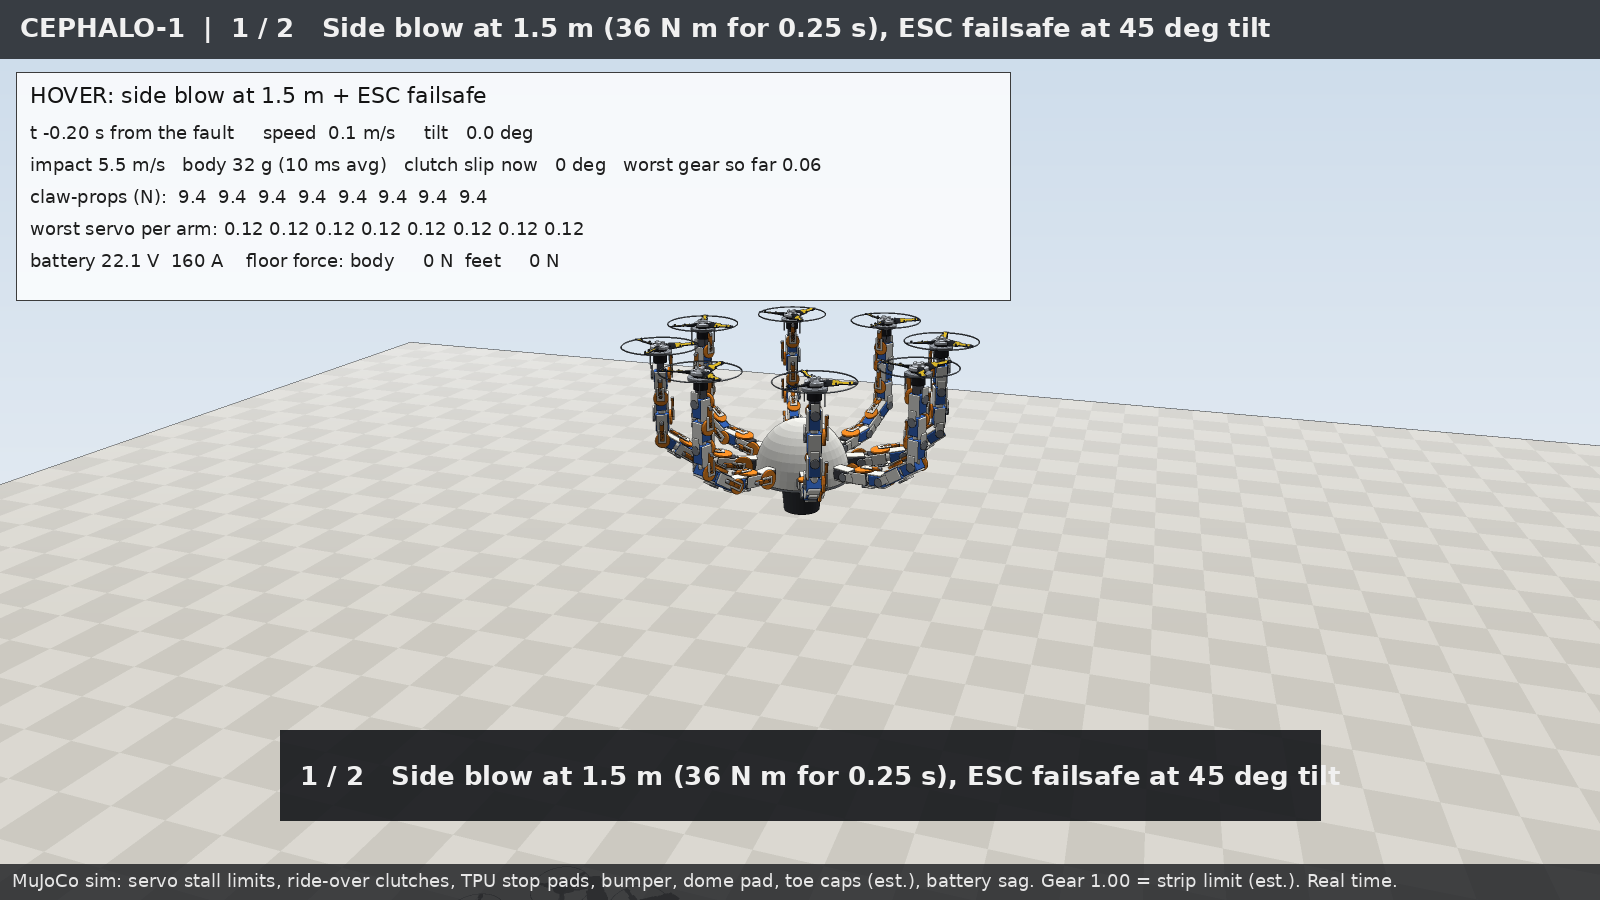 CEPHALO-1 | 1 / 2 Side blow at 1.5 m (36 N m for 0.25 s), ESC failsafe at 45 deg tilt
HOVER: side blow at 1.5 m + ESC failsafe
t -0.20 s from the fault speed 0.1 m/s tilt 0.0 deg
impact 5.5 m/s body 32 g (10 ms avg) clutch slip now 0 deg worst gear so far 0.06
claw-props (N): 9.4 9.4 9.4 9.4 9.4 9.4 9.4 9.4
worst servo per arm: 0.12 0.12 0.12 0.12 0.12 0.12 0.12 0.12
battery 22.1 V 160 A floor force: body 0 N feet 0 N
1 / 2 Side blow at 1.5 m (36 N m for 0.25 s), ESC failsafe at 45 deg tilt
MuJoCo sim: servo stall limits, ride-over clutches, TPU stop pads, bumper, dome pad, toe caps (est.), battery sag. Gear 1.00 = strip limit (est.). Real time.